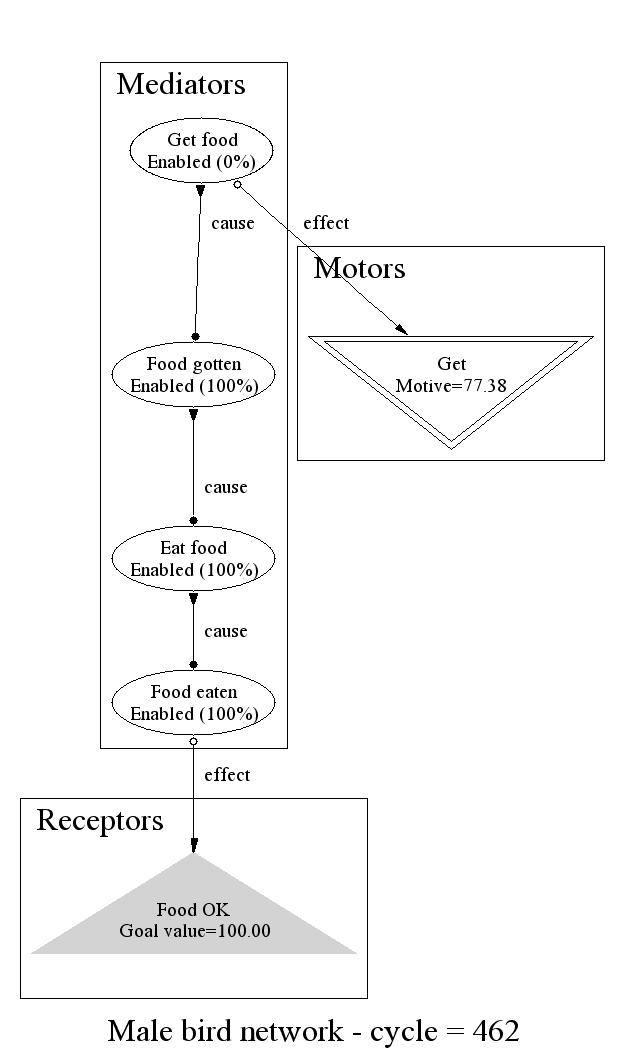 Mediators
Get food
Enabled (0%)
cause
effect
Motors
Food gotten
Enabled (100%)
Get
Motive=77.38
cause
Eat food
Enabled (100%)
cause
Food eaten
Enabled (100%)
effect
Receptors
Food OK
Goal value=100.00
Male bird network - cycle = 462